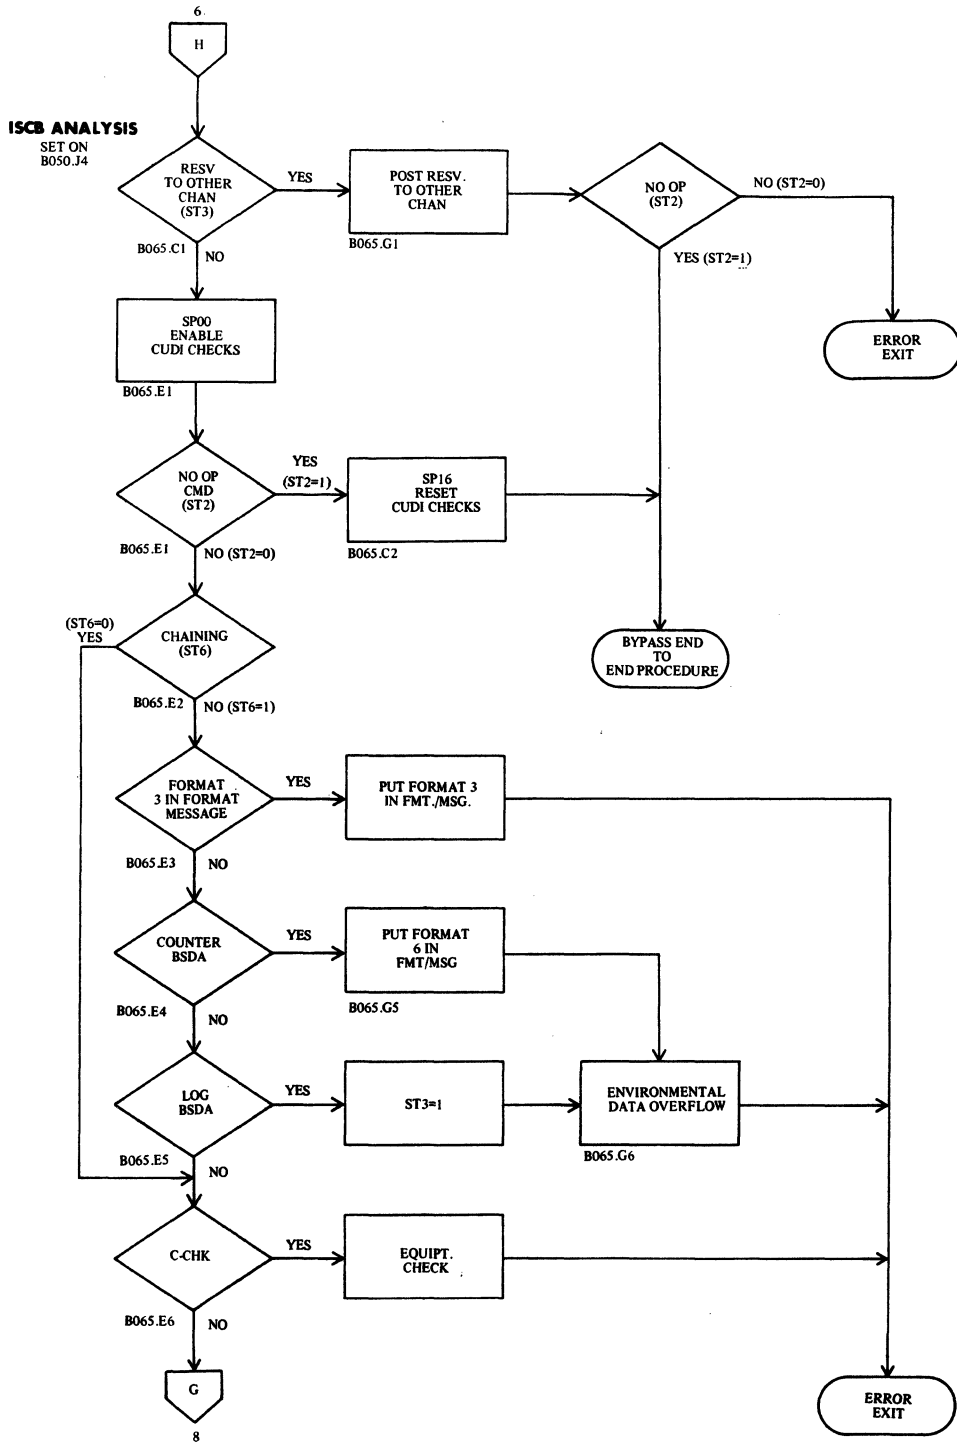 6
H
ISCB ANALYSIS
SET ON
B050.J4
RESV
TO OTHER
CHAN
(ST3)
YES
POST RESV.
TO OTHER
CHAN
NO OP
(ST2)
NO (ST2=0)
B065.C1
NO
B065.G1
YES (ST2=1)
SP00
ENABLE
CUDI CHECKS
ERROR
EXIT
B065.E1
NO OP
CMD
(ST2)
YES
(ST2=1)
SP16
RESET
CUDI CHECKS
B065.E1
NO (ST2=0)
B065.C2
(ST6=0)
YES
CHAINING
(ST6)
BYPASS END
TO
END PROCEDURE
B065.E2
NO (ST6=1)
FORMAT
3 IN FORMAT
MESSAGE
YES
PUT FORMAT 3
IN FMT./MSG.
B065.E3
NO
COUNTER
BSDA
YES
PUT FORMAT
6 IN
FMT/MSG
B065.E4
NO
B065.G5
LOG
BSDA
YES
ST3=1
ENVIRONMENTAL
DATA OVERFLOW
B065.E5
NO
B065.G6
C-CHK
YES
EQUIPT.
CHECK
B065.E6
NO
G
8
ERROR
EXIT